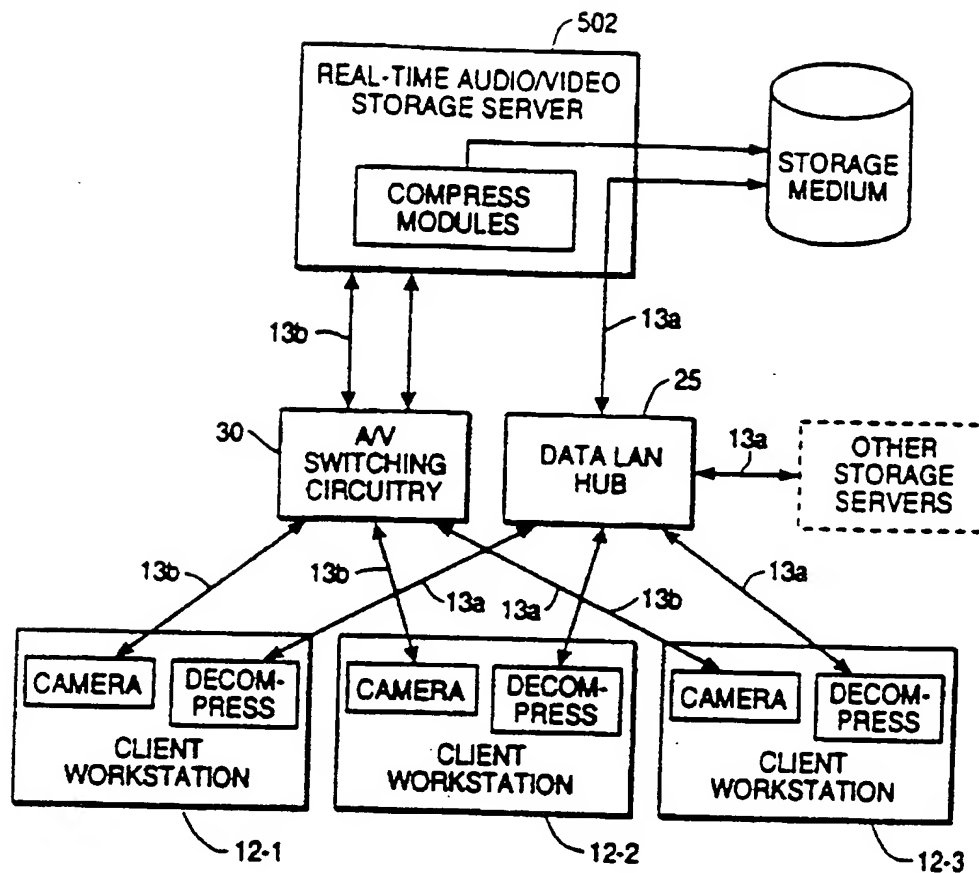 502
REAL-TIME AUDIO/VIDEO
STORAGE SERVER
COMPRESS
MODULES
STORAGE
MEDIUM
13b
13a
25
30
A/V
SWITCHING
CIRCUITRY
DATA LAN
HUB
13a
OTHER
STORAGE
SERVERS
13b
13b
13a
13a
13b
13a
CAMERA
DECOM-
PRESS
CLIENT
WORKSTATION
CAMERA
DECOM-
PRESS
CLIENT
WORKSTATION
CAMERA
DECOM-
PRESS
CLIENT
WORKSTATION
12-1
12-2
12-3